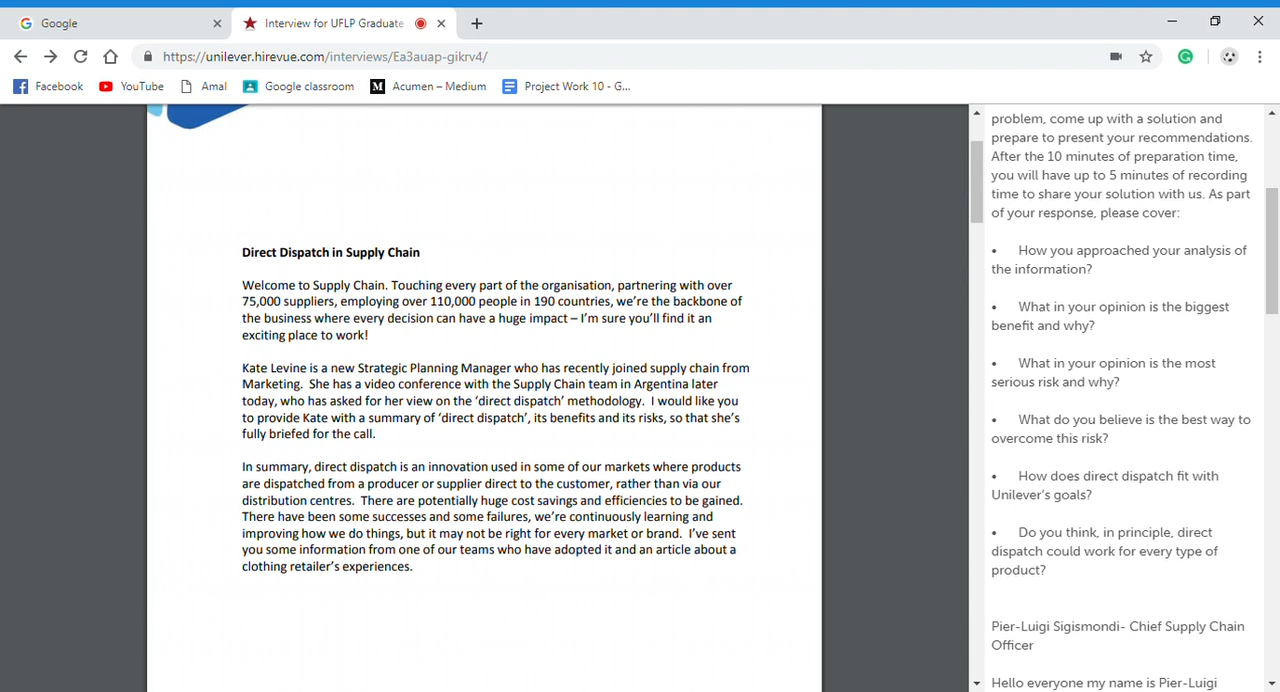 Google
Interview for UFLP Graduate
https://unilever.hirevue.com/interviews/Ea3auap-gikrv4/
Facebook
YouTube
Amal
Google classroom
M
Acumen – Medium
Project Work 10 - G...
Direct Dispatch in Supply Chain
Welcome to Supply Chain. Touching every part of the organisation, partnering with over
75,000 suppliers, employing over 110,000 people in 190 countries, we're the backbone of
the business where every decision can have a huge impact – I'm sure you'll find it an
exciting place to work!
Kate Levine is a new Strategic Planning Manager who has recently joined supply chain from
Marketing. She has a video conference with the Supply Chain team in Argentina later
today, who has asked for her view on the 'direct dispatch' methodology. I would like you
to provide Kate with a summary of 'direct dispatch', its benefits and its risks, so that she's
fully briefed for the call.
In summary, direct dispatch is an innovation used in some of our markets where products
are dispatched from a producer or supplier direct to the customer, rather than via our
distribution centres. There are potentially huge cost savings and efficiencies to be gained.
There have been some successes and some failures, we're continuously learning and
improving how we do things, but it may not be right for every market or brand. I've sent
you some information from one of our teams who have adopted it and an article about a
clothing retailer's experiences.
problem, come up with a solution and
prepare to present your recommendations.
After the 10 minutes of preparation time,
you will have up to 5 minutes of recording
time to share your solution with us. As part
of your response, please cover:
• How you approached your analysis of
the information?
• What in your opinion is the biggest
benefit and why?
• What in your opinion is the most
serious risk and why?
• What do you believe is the best way to
overcome this risk?
• How does direct dispatch fit with
Unilever's goals?
• Do you think, in principle, direct
dispatch could work for every type of
product?
Pier-Luigi Sigismondi- Chief Supply Chain
Officer
Hello everyone my name is Pier-Luigi